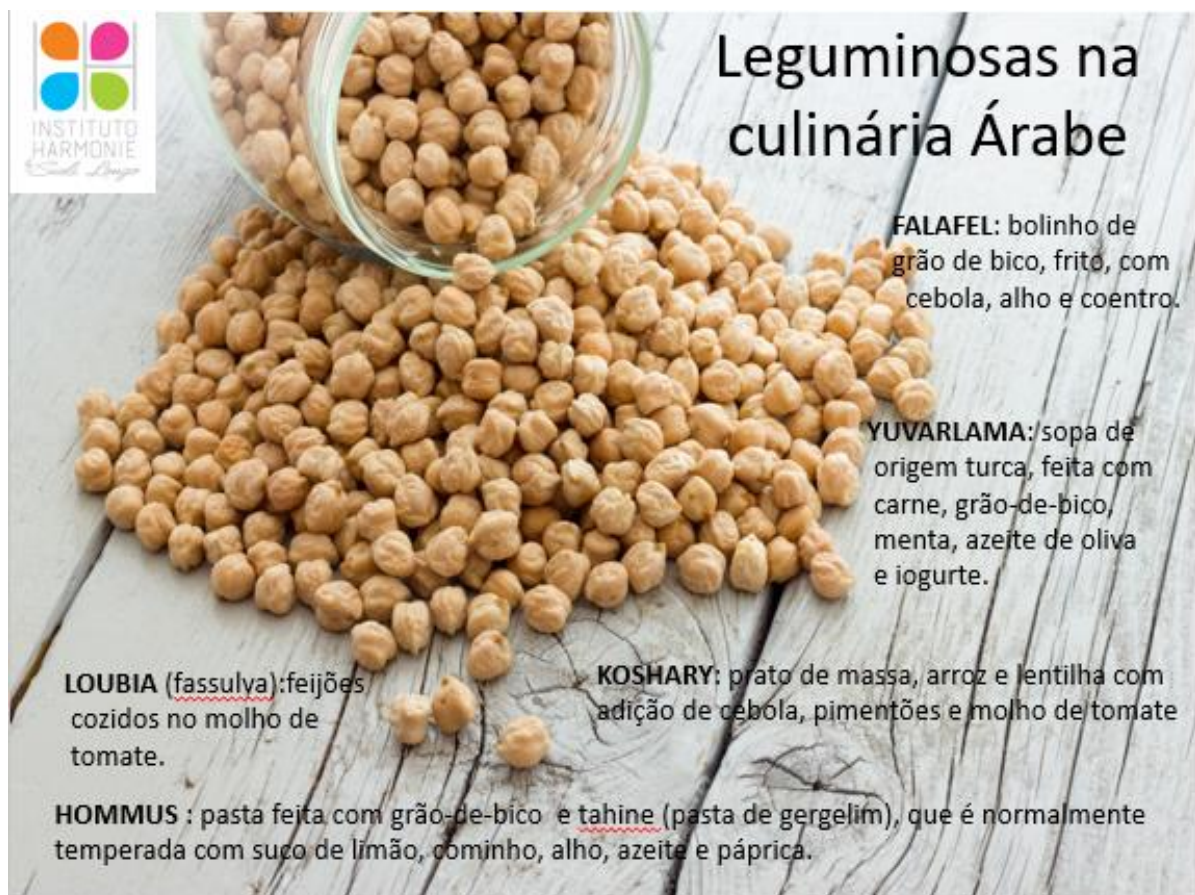 INSTITUTO
HARMONIE
Leguminosas na
culinária Árabe
FALAFEL: bolinho de
grão de bico, frito, com
cebola, alho e coentro.
YUVARLAMA: sopa de
origem turca, feita com
carne, grão-de-bico,
menta, azeite de oliva
e iogurte.
LOUBIA (fassulva):feijões
cozidos no molho de
tomate.
KOSHARY: prato de massa, arroz e lentilha com
adição de cebola, pimentões e molho de tomate
HOMMUS : pasta feita com grão-de-bico e tahine (pasta de gergelim), que é normalmente
temperada com suco de limão, cominho, alho, azeite e páprica.